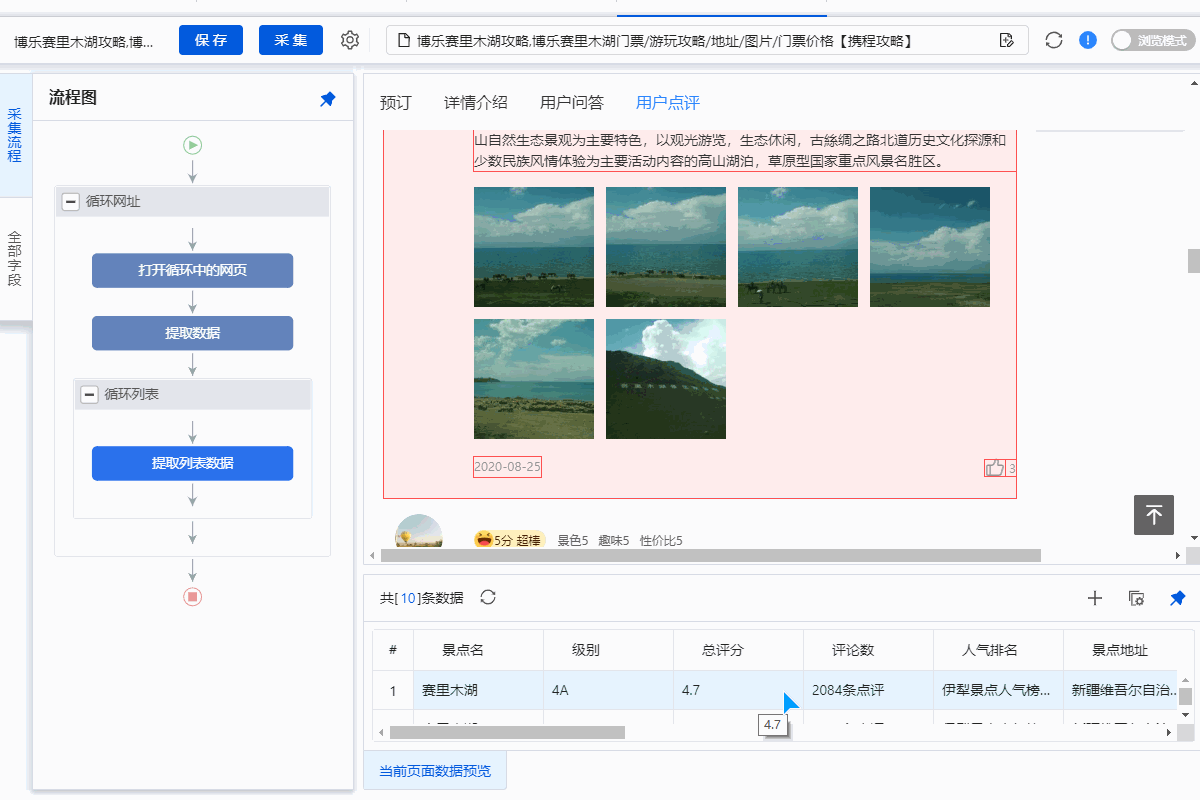 博乐赛里木湖攻略,博...
保存
采集
博乐赛里木湖攻略,博乐赛里木湖门票/游玩攻略/地址/图片/门票价格【携程攻略】
浏览模式
采集流程
全部字段
流程图
循环网址
打开循环中的网页
提取数据
循环列表
提取列表数据
预订
详情介绍
用户问答
用户点评
山自然生态景观为主要特色，以观光游览，生态休闲，古絲绸之路北道历史文化探源和
少数民族风情体验为主要活动内容的高山湖泊，草原型国家重点风景名胜区。
2020-08-25
3
5分 超棒
景色5 趣味5 性价比5
共[10]条数据
# 景点名 级别 总评分 评论数 人气排名 景点地址
1 赛里木湖 4A 4.7 2084条点评 伊犁景点人气榜... 新疆维吾尔自治...
4.7
当前页面数据预览